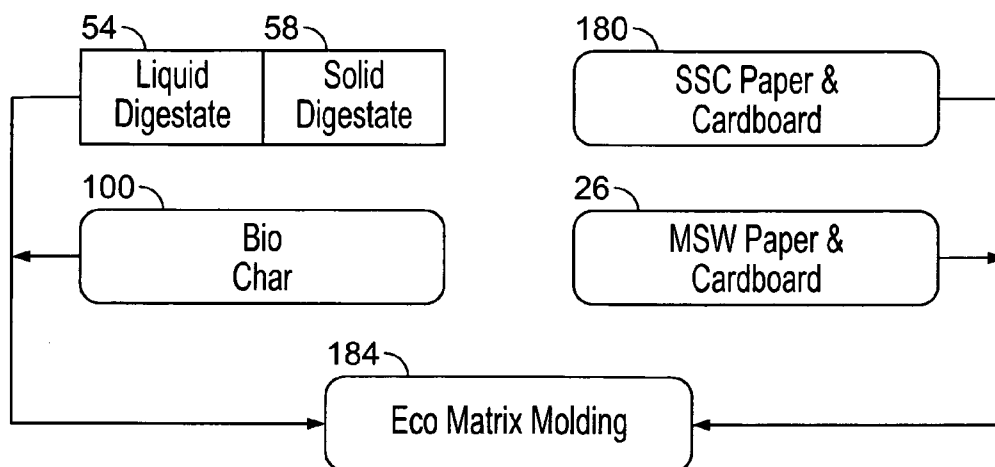 54
58
180
Liquid
Digestate
Solid
Digestate
SSC Paper &
Cardboard
100
26
Bio
Char
MSW Paper &
Cardboard
184
Eco Matrix Molding